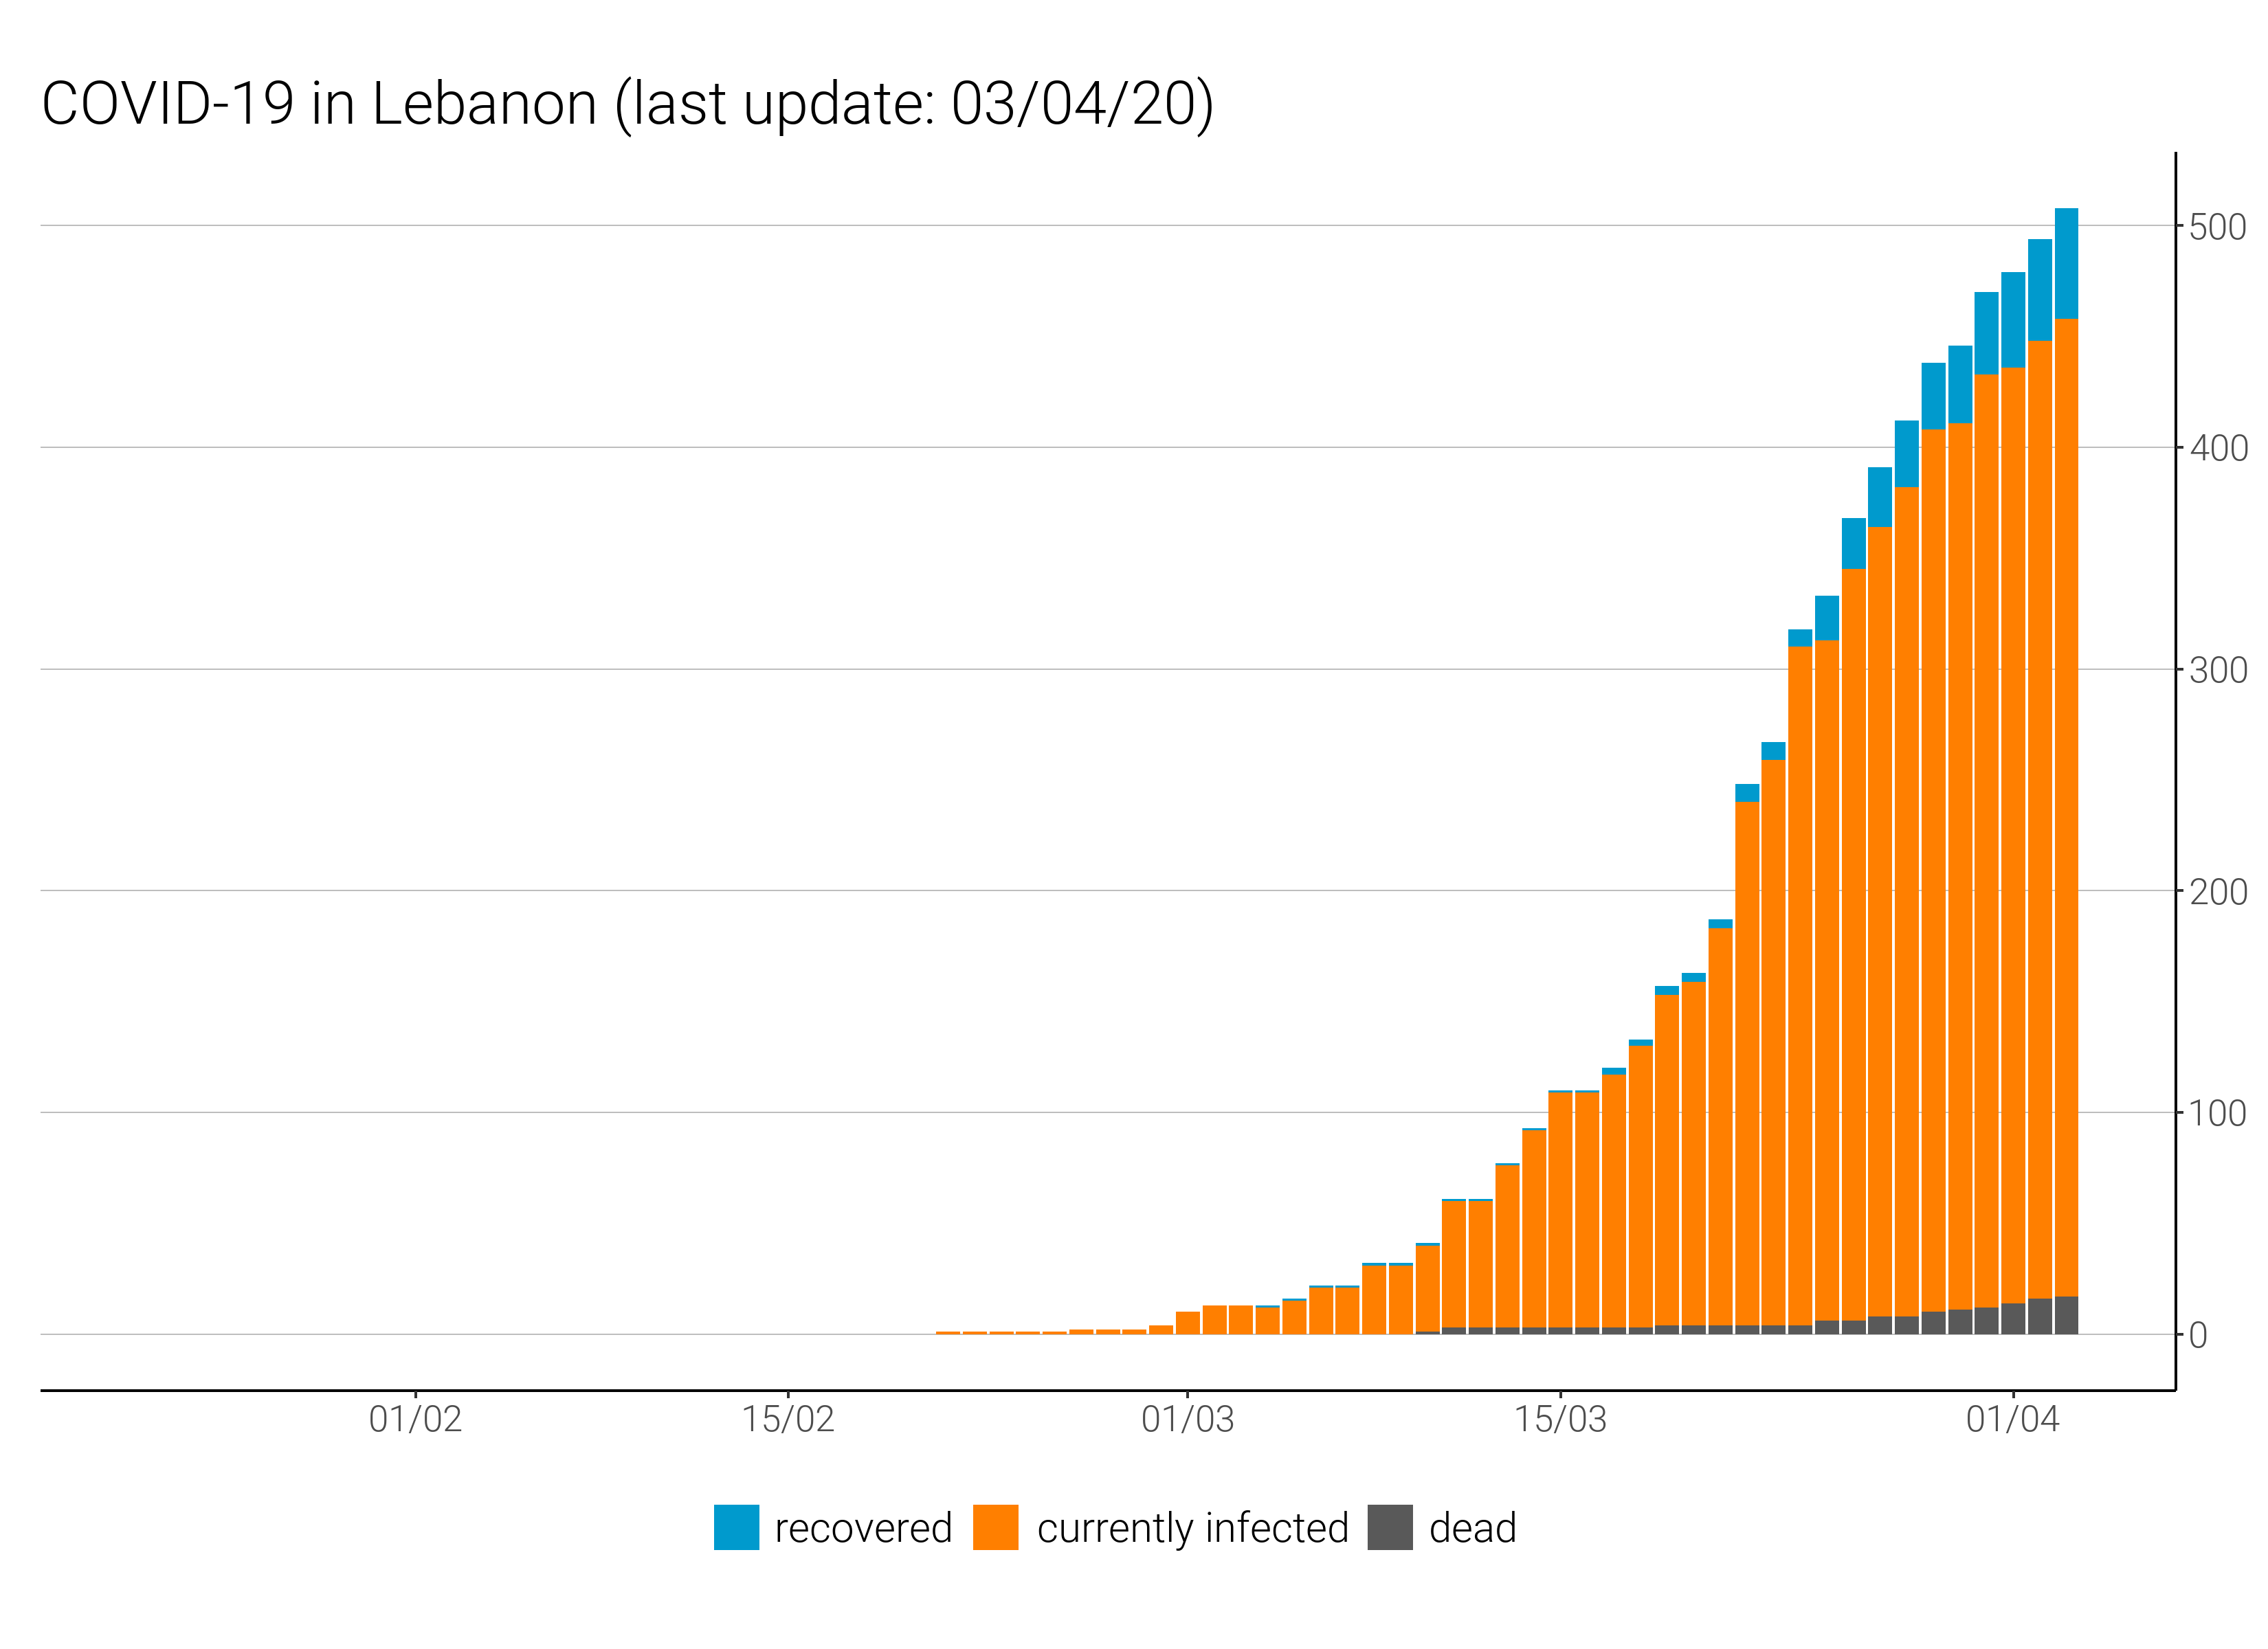 COVID-19 in Lebanon (last update: 03/04/20)
500
400
300
200
100
0
01/02 15/02 01/03 15/03 01/04
recovered currently infected dead